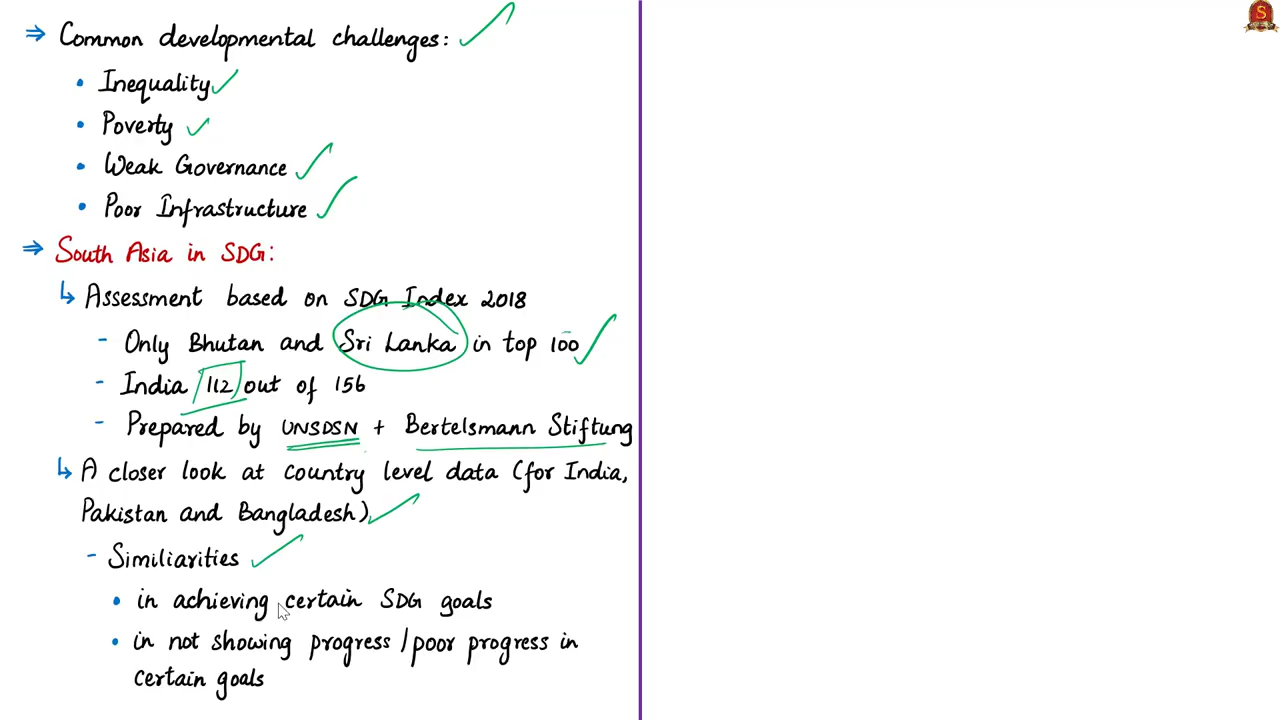 ⇒ Common developmental challenges:
• Inequality
• Poverty
• Weak Governance
• Poor Infrastructure
⇒ South Asia in SDG:
↳ Assessment based on SDG Index 2018
- Only Bhutan and Sri Lanka in top 100
- India 112 out of 156
- Prepared by UNSDSN + Bertelsmann Stiftung
↳ A closer look at country level data (for India,
Pakistan and Bangladesh)
- Similiarities
• in achieving certain SDG goals
• in not showing progress/poor progress in
certain goals
S